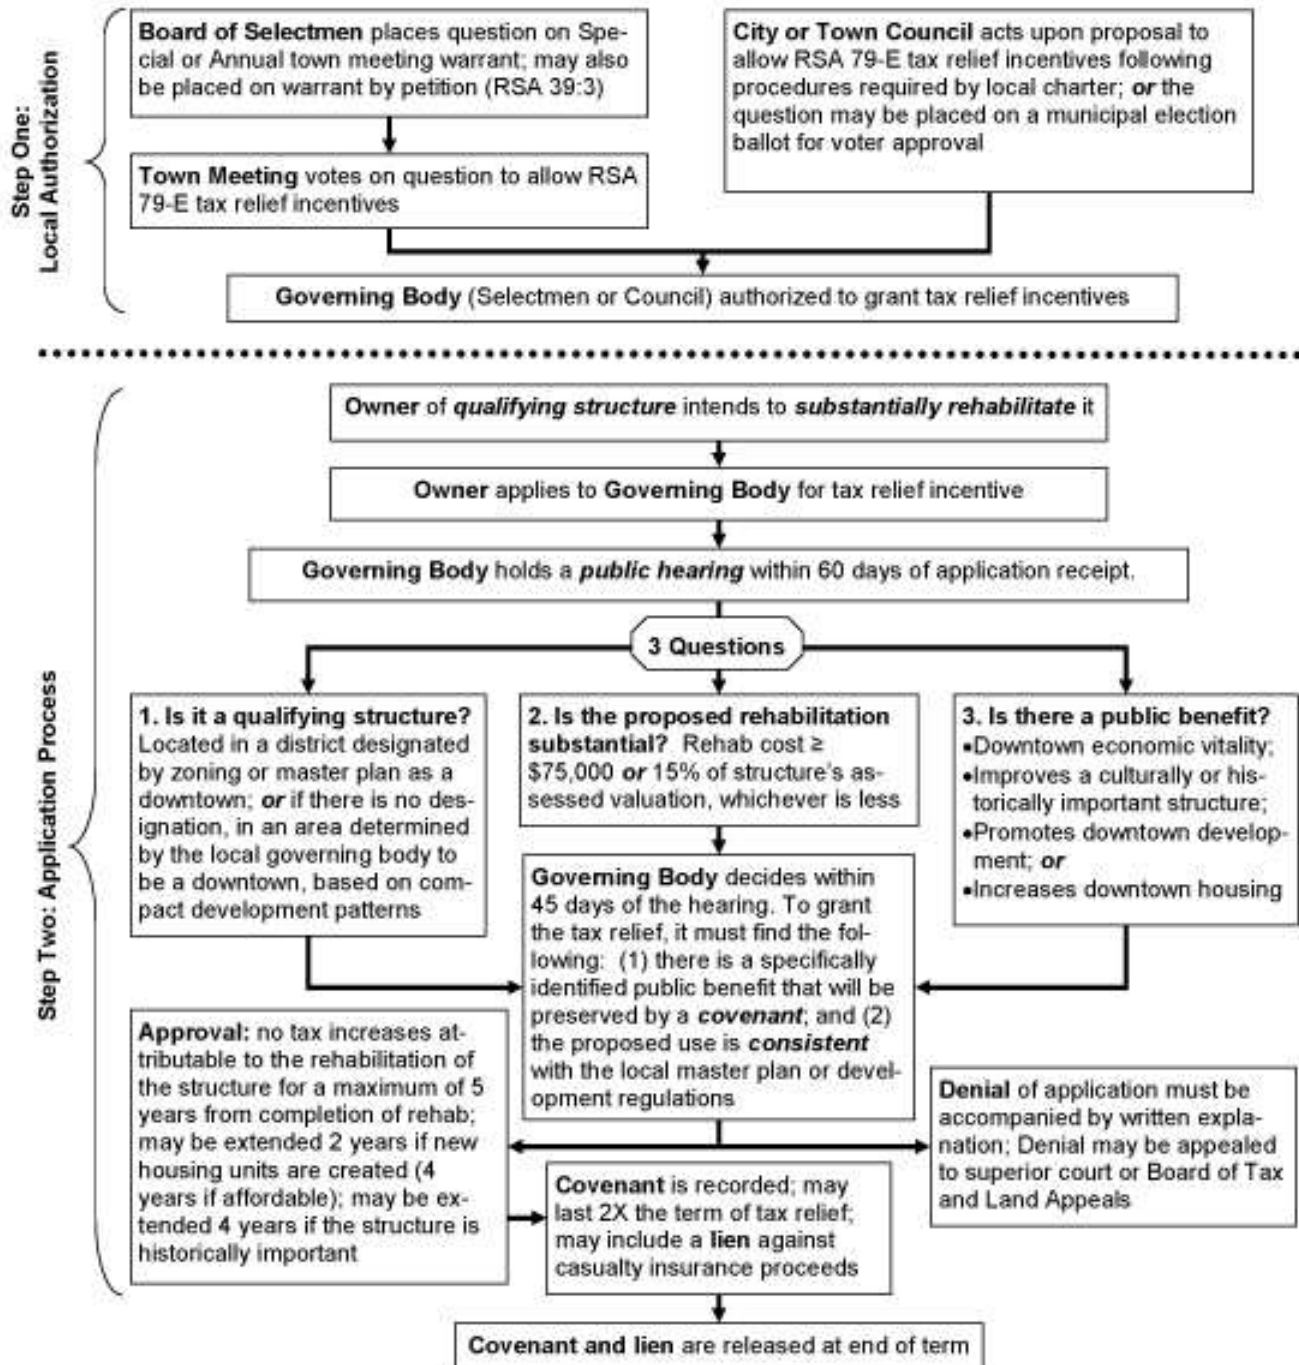 Step One:
Local Authorization
Board of Selectmen places question on Spe-
cial or Annual town meeting warrant; may also
be placed on warrant by petition (RSA 39:3)
Town Meeting votes on question to allow RSA
79-E tax relief incentives
City or Town Council acts upon proposal to
allow RSA 79-E tax relief incentives following
procedures required by local charter; or the
question may be placed on a municipal election
ballot for voter approval
Governing Body (Selectmen or Council) authorized to grant tax relief incentives
Step Two: Application Process
Owner of qualifying structure intends to substantially rehabilitate it
Owner applies to Governing Body for tax relief incentive
Governing Body holds a public hearing within 60 days of application receipt.
3 Questions
1. Is it a qualifying structure?
Located in a district designated
by zoning or master plan as a
downtown; or if there is no des-
ignation, in an area determined
by the local governing body to
be a downtown, based on com-
pact development patterns
2. Is the proposed rehabilitation
substantial? Rehab cost ≥
$75,000 or 15% of structure's as-
sessed valuation, whichever is less
3. Is there a public benefit?
•Downtown economic vitality;
•Improves a culturally or his-
torically important structure;
•Promotes downtown develop-
ment; or
•Increases downtown housing
Governing Body decides within
45 days of the hearing. To grant
the tax relief, it must find the fol-
lowing: (1) there is a specifically
identified public benefit that will be
preserved by a covenant; and (2)
the proposed use is consistent
with the local master plan or devel-
opment regulations
Approval: no tax increases at-
tributable to the rehabilitation of
the structure for a maximum of 5
years from completion of rehab;
may be extended 2 years if new
housing units are created (4
years if affordable); may be ex-
tended 4 years if the structure is
historically important
Denial of application must be
accompanied by written expla-
nation; Denial may be appealed
to superior court or Board of Tax
and Land Appeals
Covenant is recorded; may
last 2X the term of tax relief;
may include a lien against
casualty insurance proceeds
Covenant and lien are released at end of term